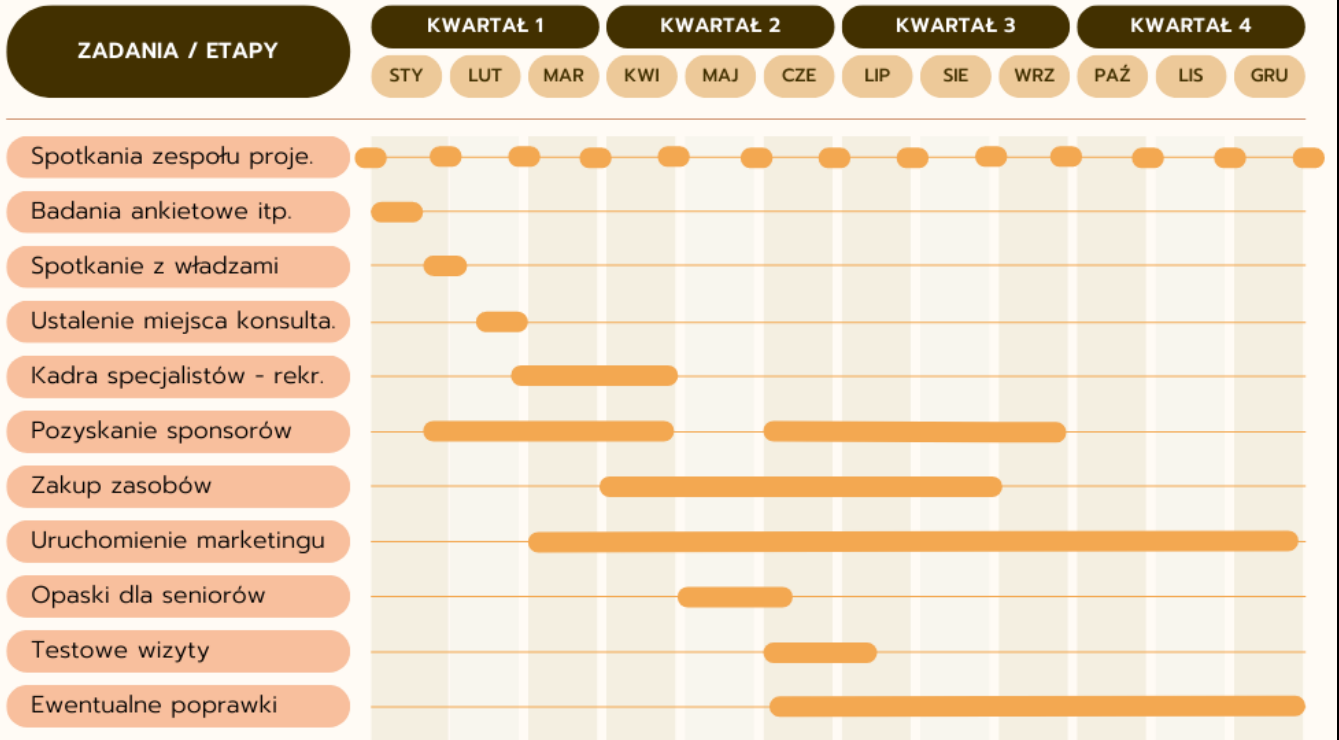 ZADANIA / ETAPY
KWARTAŁ 1
KWARTAŁ 2
KWARTAŁ 3
KWARTAŁ 4
STY
LUT
MAR
KWI
MAJ
CZE
LIP
SIE
WRZ
PAŹ
LIS
GRU
Spotkania zespołu proje.
Badania ankietowe itp.
Spotkanie z władzami
Ustalenie miejsca konsulta.
Kadra specjalistów - rekr.
Pozyskanie sponsorów
Zakup zasobów
Uruchomienie marketingu
Opaski dla seniorów
Testowe wizyty
Ewentualne poprawki